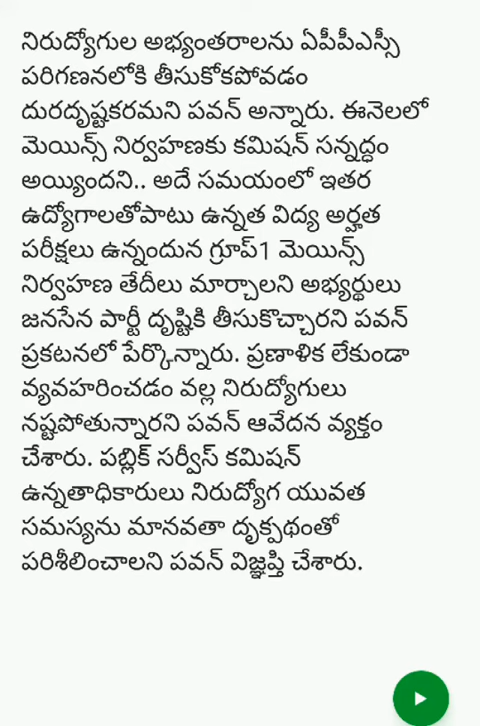 నిరుద్యోగుల అభ్యంతరాలను ఏపీపీఎస్సీ
పరిగణనలోకి తీసుకోకపోవడం
దురదృష్టకరమని పవన్ అన్నారు. ఈనెలలో
మెయిన్స్ నిర్వహణకు కమిషన్ సన్నద్ధం
అయ్యిందని.. అదే సమయంలో ఇతర
ఉద్యోగాలతోపాటు ఉన్నత విద్య అర్హత
పరీక్షలు ఉన్నందున గ్రూప్1 మెయిన్స్
నిర్వహణ తేదీలు మార్చాలని అభ్యర్థులు
జనసేన పార్టీ దృష్టికి తీసుకొచ్చారని పవన్
ప్రకటనలో పేర్కొన్నారు. ప్రణాళిక లేకుండా
వ్యవహరించడం వల్ల నిరుద్యోగులు
నష్టపోతున్నారని పవన్ ఆవేదన వ్యక్తం
చేశారు. పబ్లిక్ సర్వీస్ కమిషన్
ఉన్నతాధికారులు నిరుద్యోగ యువత
సమస్యను మానవతా దృక్పథంతో
పరిశీలించాలని పవన్ విజ్ఞప్తి చేశారు.